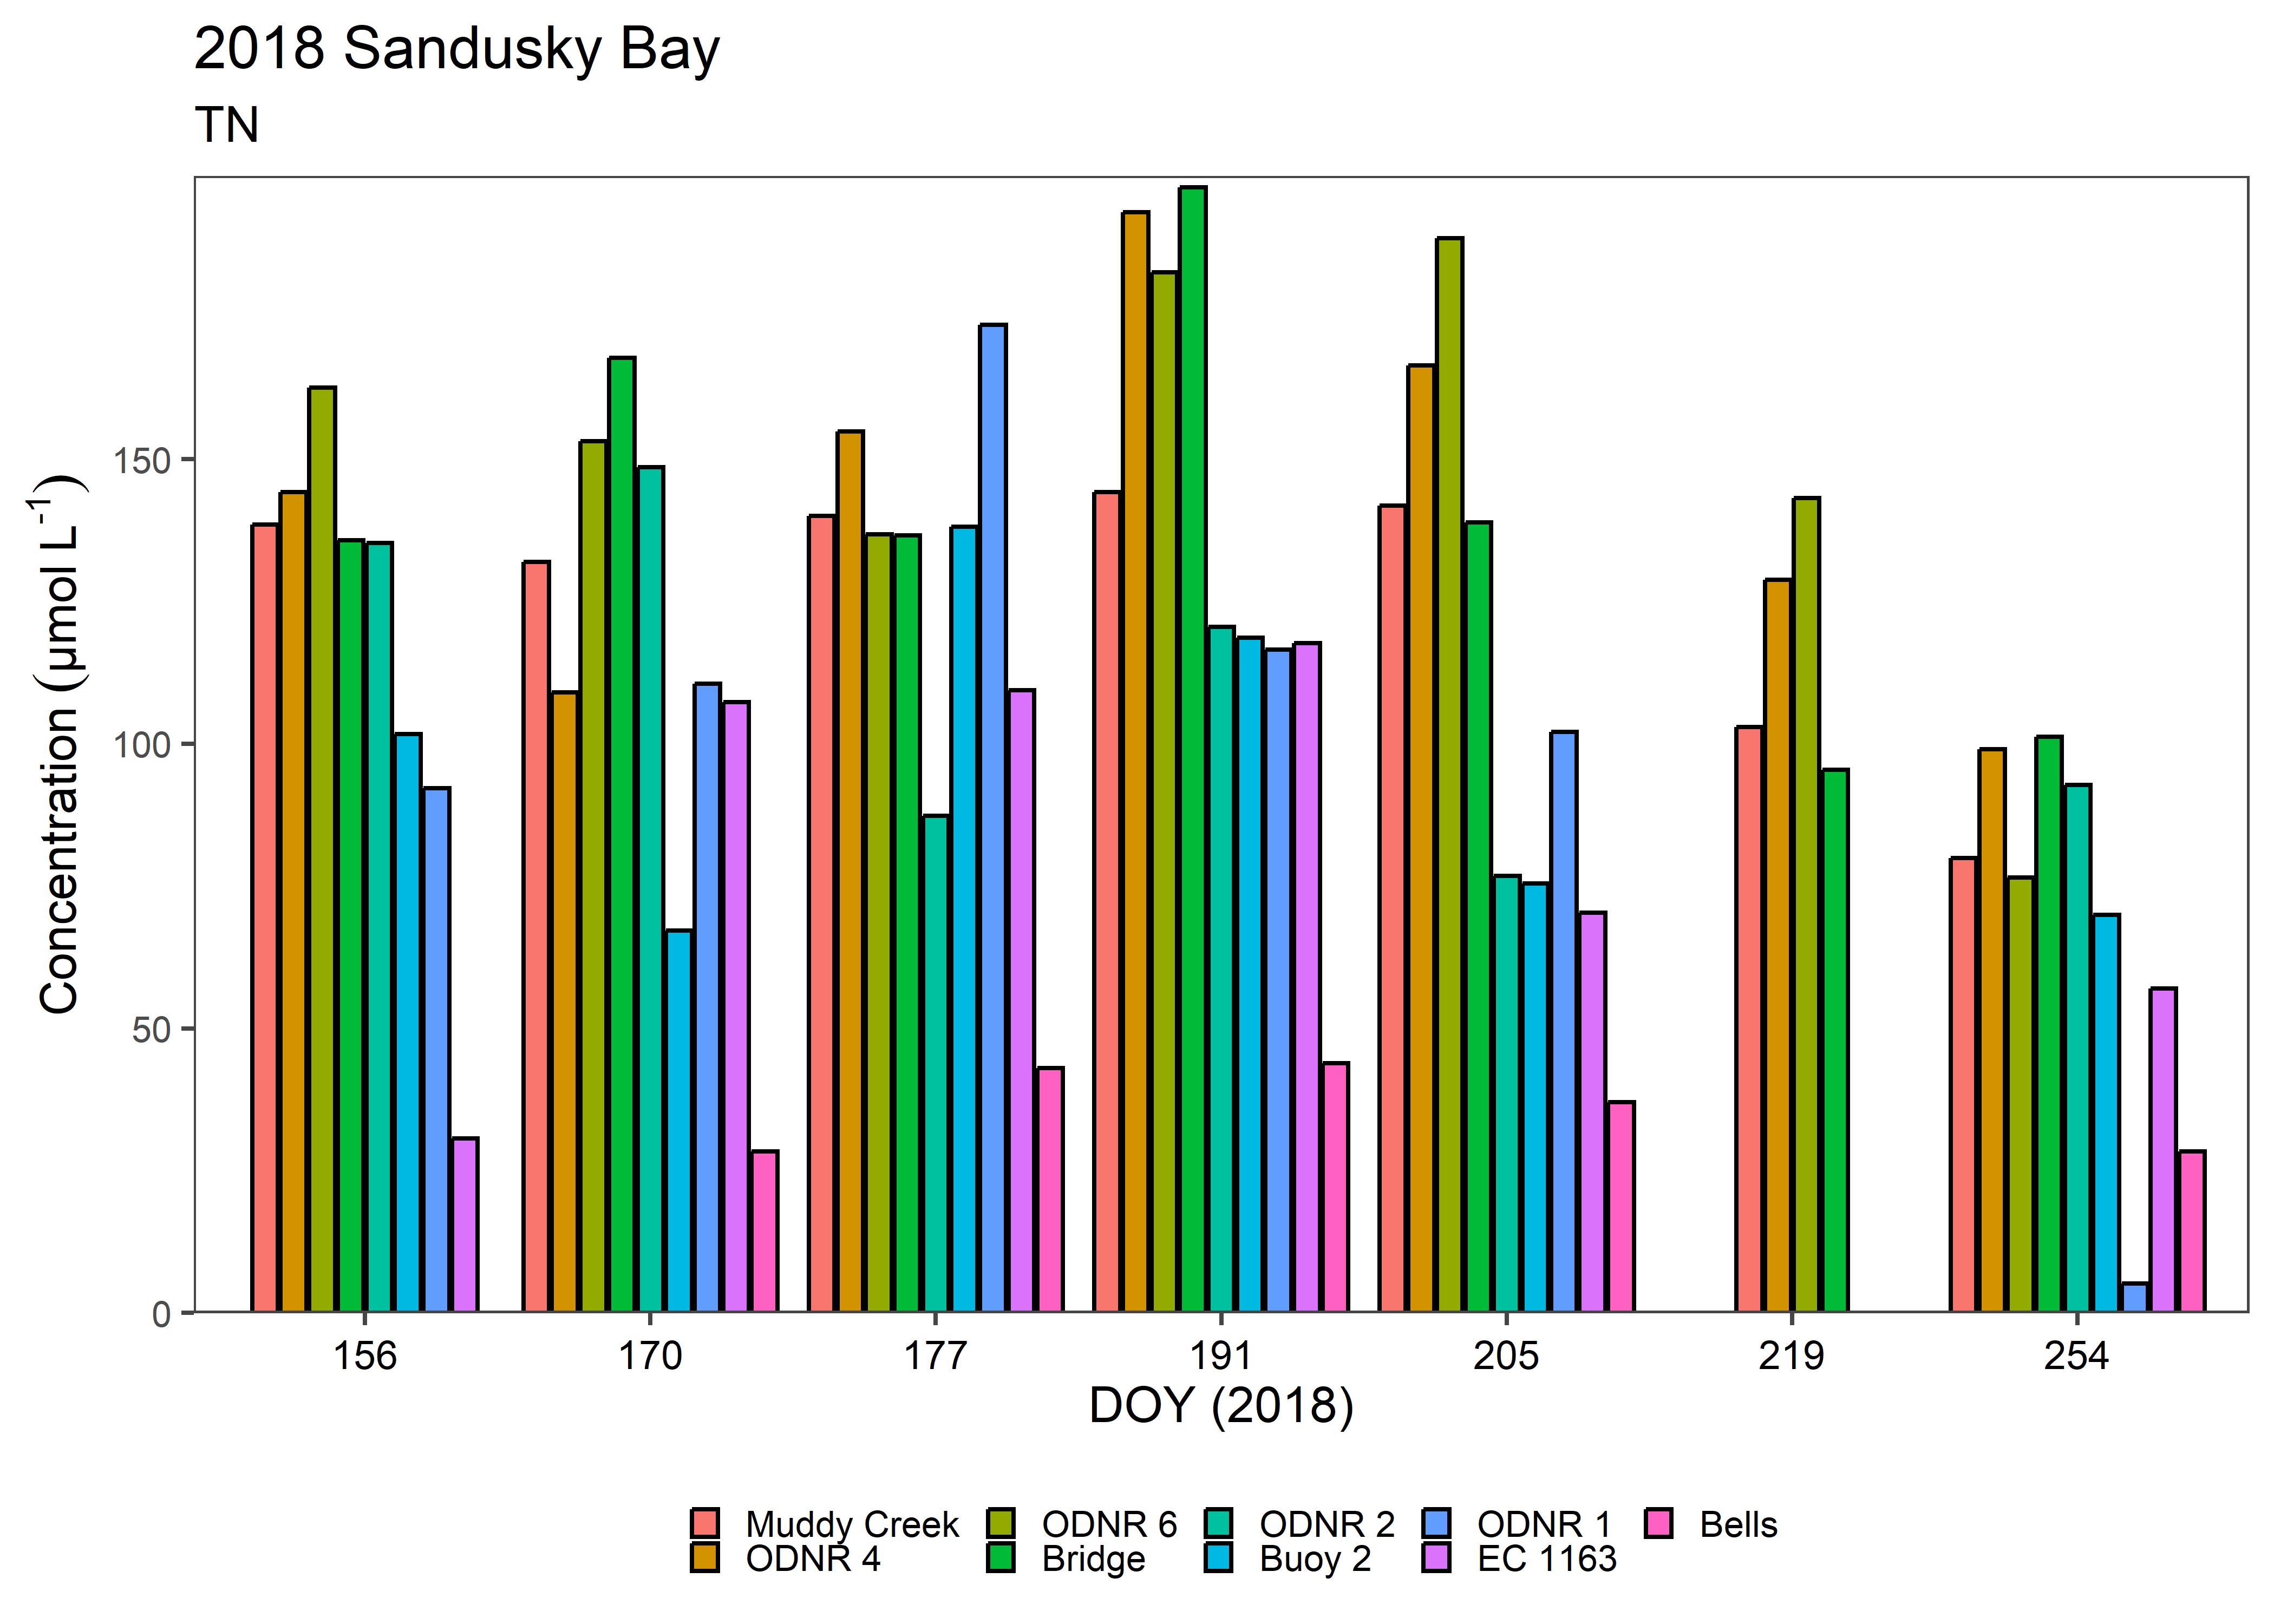 2018 Sandusky Bay
TN
Concentration (µmol L⁻¹)
150
100
50
0
156 170 177 191 205 219 254
DOY (2018)
Muddy Creek ODNR 6 ODNR 2 ODNR 1 Bells
ODNR 4 Bridge Buoy 2 EC 1163